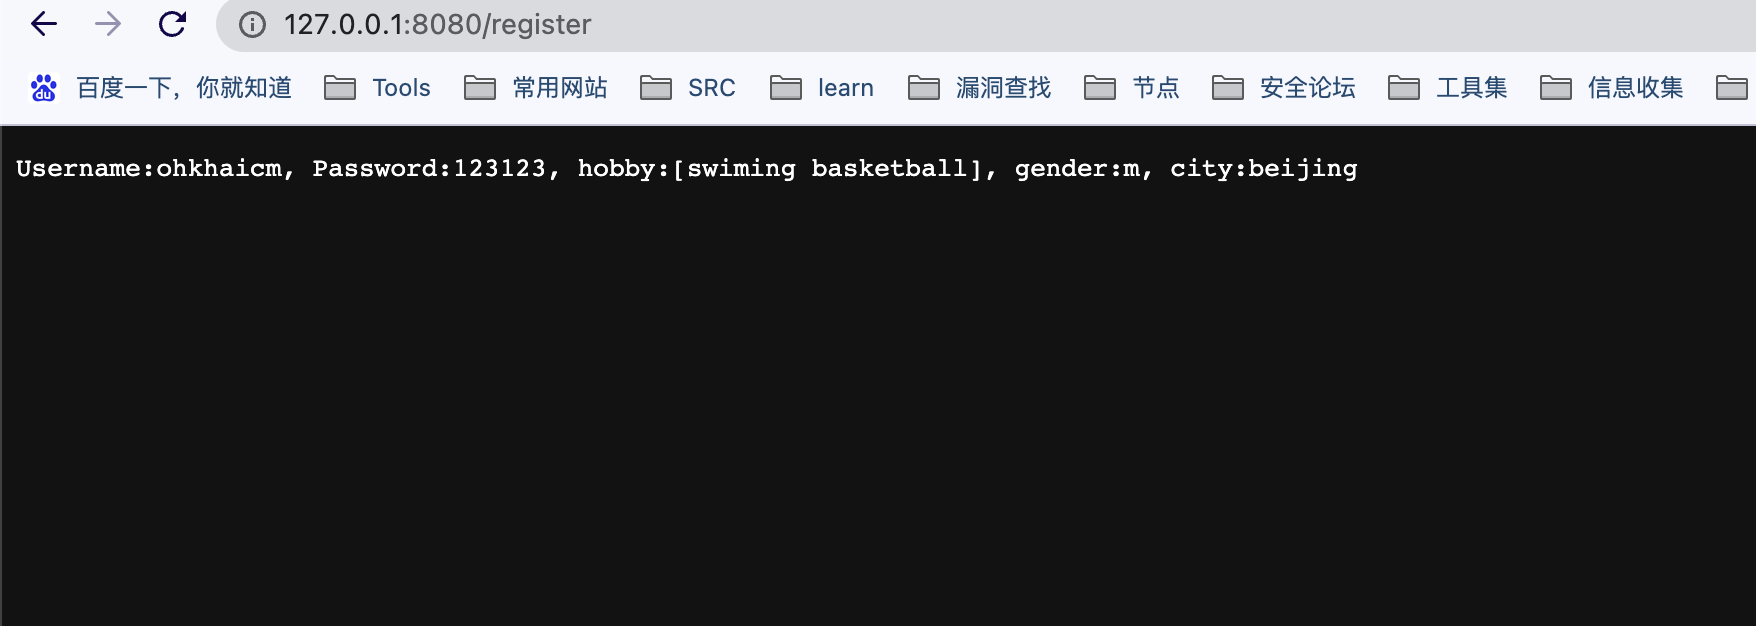 127.0.0.1:8080/register
du 百度一下，你就知道 Tools 常用网站 SRC learn 漏洞查找 节点 安全论坛 工具集 信息收集
Username:ohkhaicm, Password:123123, hobby:[swiming basketball], gender:m, city:beijing